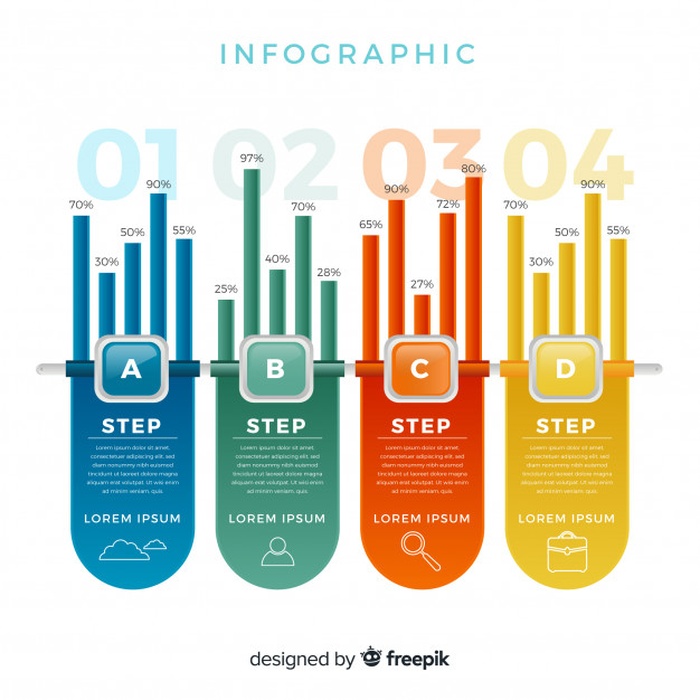 INFOGRAPHIC
01 02 03 04
70% 30% 50% 90% 55%
25% 97% 40% 70% 28%
65% 90% 27% 72% 80%
70% 30% 50% 90% 55%
A
STEP
Lorem ipsum dolor sit amet,
consectetuer adipiscing elit, sed
diam nonummy nibh euismod
tincidunt ut laoreet dolore magna
aliquam erat volutpat. Ut wisi enim
ad minim veniam, quis
LOREM IPSUM
B
STEP
Lorem ipsum dolor sit amet,
consectetuer adipiscing elit, sed
diam nonummy nibh euismod
tincidunt ut laoreet dolore magna
aliquam erat volutpat. Ut wisi enim
ad minim veniam, quis
LOREM IPSUM
C
STEP
Lorem ipsum dolor sit amet,
consectetuer adipiscing elit, sed
diam nonummy nibh euismod
tincidunt ut laoreet dolore magna
aliquam erat volutpat. Ut wisi enim
ad minim veniam, quis
LOREM IPSUM
D
STEP
Lorem ipsum dolor sit amet,
consectetuer adipiscing elit, sed
diam nonummy nibh euismod
tincidunt ut laoreet dolore magna
aliquam erat volutpat. Ut wisi enim
ad minim veniam, quis
LOREM IPSUM
designed by freepik